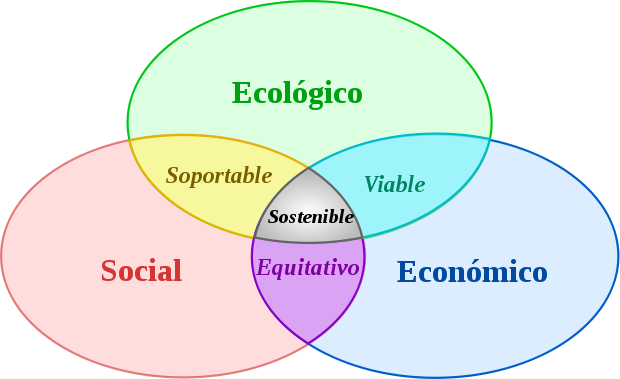 Ecológico
Soportable
Viable
Sostenible
Social
Equitativo
Económico